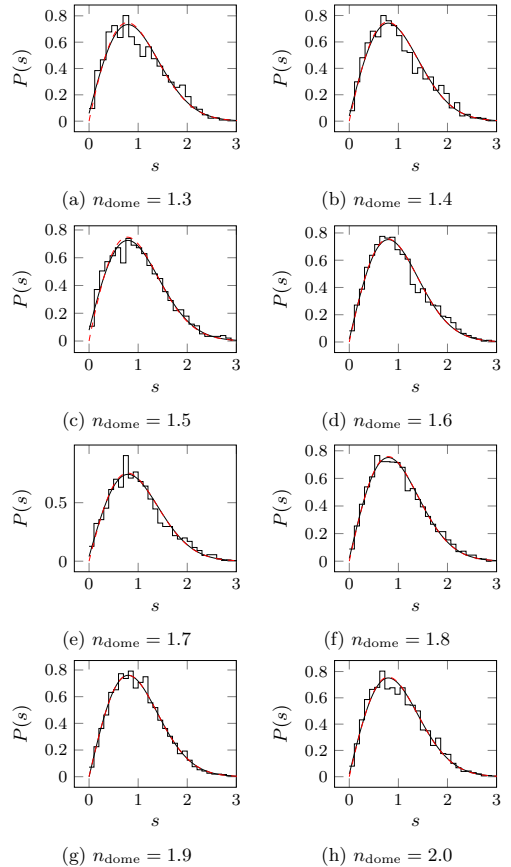 0.8
0.6
0.4
0.2
0
P(s)
0 1 2 3
s
(a) n_dome = 1.3
0.8
0.6
0.4
0.2
0
P(s)
0 1 2 3
s
(b) n_dome = 1.4
0.8
0.6
0.4
0.2
0
P(s)
0 1 2 3
s
(c) n_dome = 1.5
0.8
0.6
0.4
0.2
0
P(s)
0 1 2 3
s
(d) n_dome = 1.6
0.5
0
P(s)
0 1 2 3
s
(e) n_dome = 1.7
0.8
0.6
0.4
0.2
0
P(s)
0 1 2 3
s
(f) n_dome = 1.8
0.8
0.6
0.4
0.2
0
P(s)
0 1 2 3
s
(g) n_dome = 1.9
0.8
0.6
0.4
0.2
0
P(s)
0 1 2 3
s
(h) n_dome = 2.0